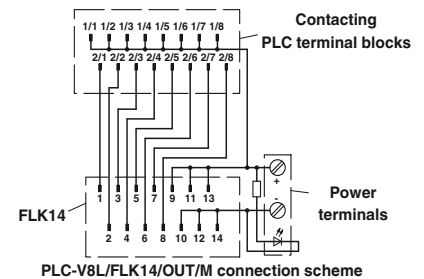 1/1 1/2 1/3 1/4 1/5 1/6 1/7 1/8
2/1 2/2 2/3 2/4 2/5 2/6 2/7 2/8
Contacting
PLC terminal blocks
1 3 5 7 9 11 13
2 4 6 8 10 12 14
FLK14
+
-
Power
terminals
PLC-V8L/FLK14/OUT/M connection scheme